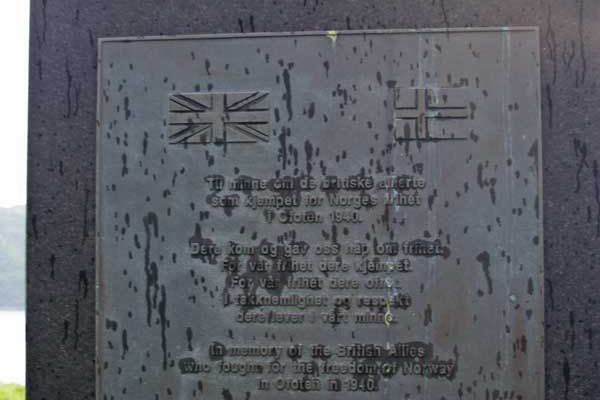 Til minne om de britiske allierte
som kjempet for Norges frihet
i Ofoten 1940.
Dere kom og gav oss håp om frihet.
For vår frihet dere kjempet.
For vår frihet dere ofret.
I takknemlighet og respekt
dere lever i vårt minne.
In memory of the British Allies
who fought for the freedom of Norway
in Ofoten in 1940.